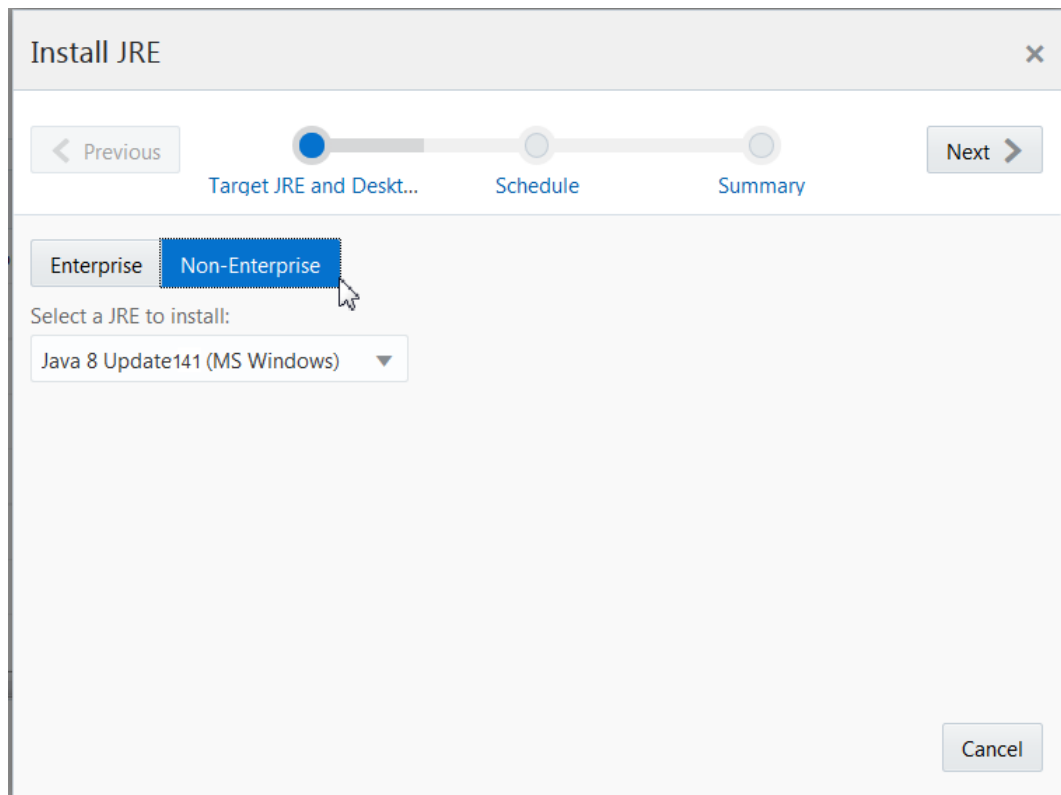 Install JRE
Previous
Next
Target JRE and Deskt...
Schedule
Summary
Enterprise
Non-Enterprise
Select a JRE to install:
Java 8 Update141 (MS Windows)
Cancel